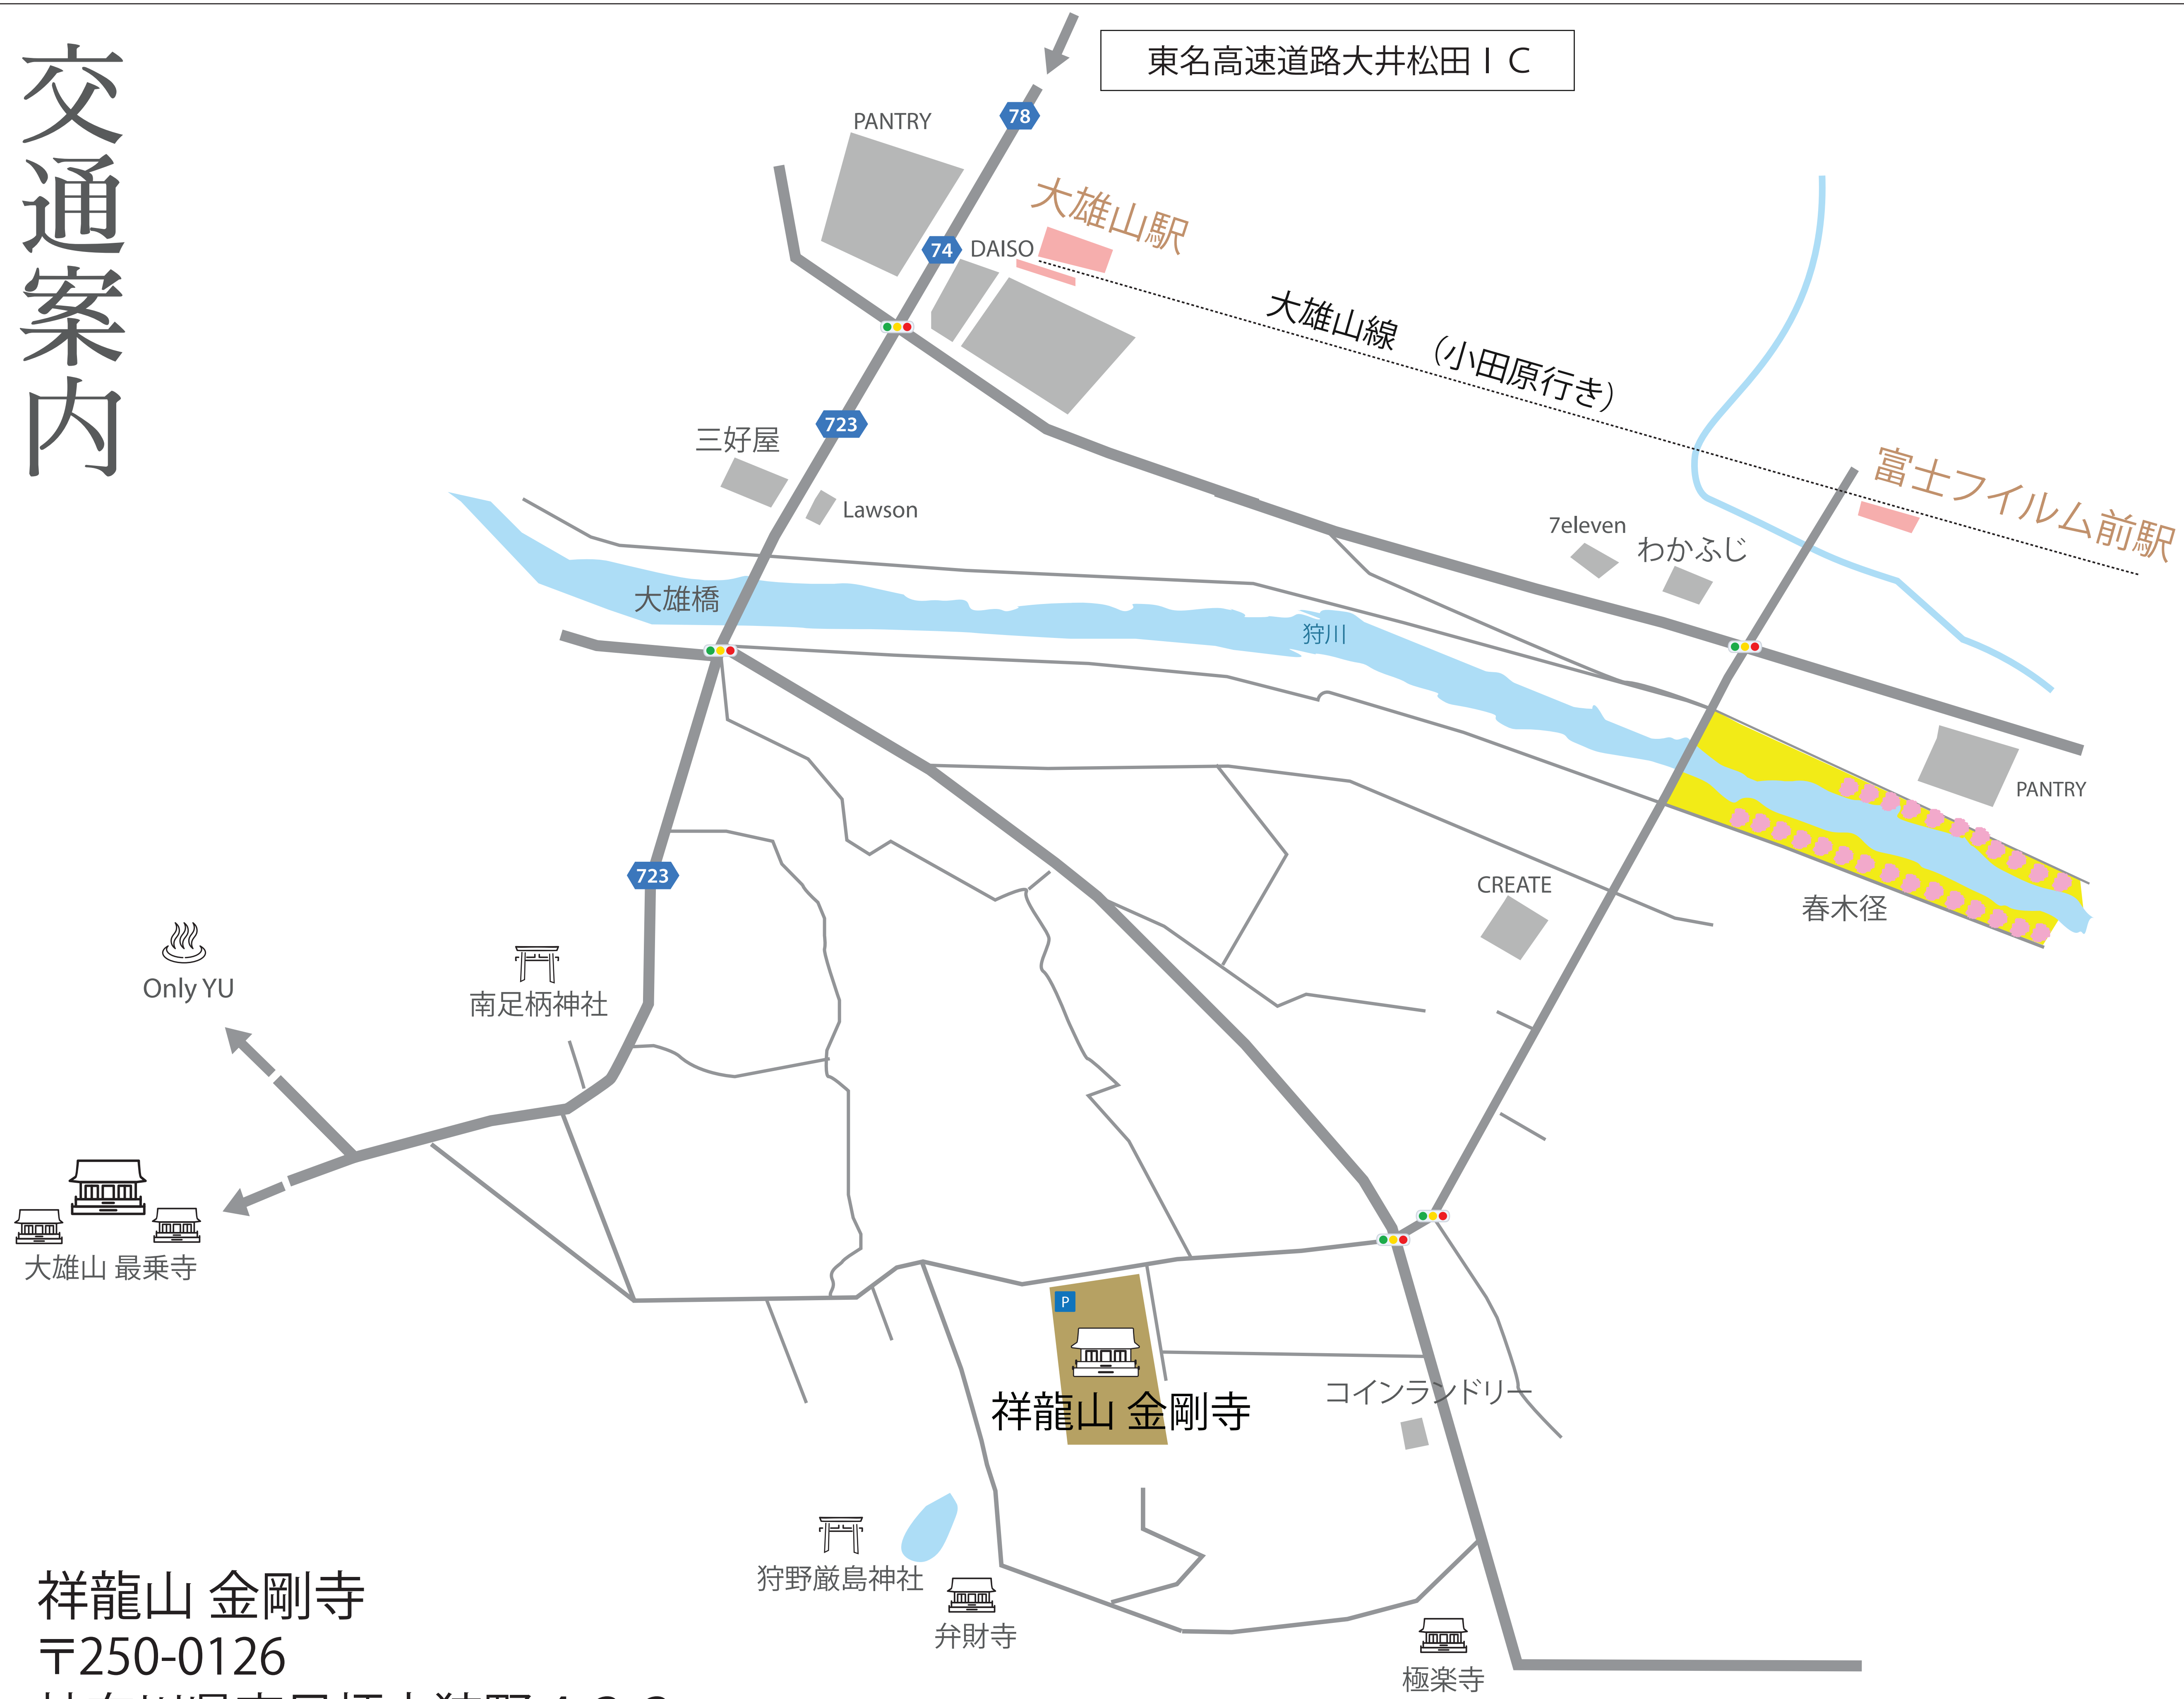 交通案内
東名高速道路大井松田ＩＣ
78
PANTRY
大雄山駅
74
DAISO
大雄山線　（小田原行き）
723
三好屋
Lawson
富士フイルム前駅
7eleven
わかふじ
大雄橋
狩川
PANTRY
723
CREATE
春木径
Only YU
南足柄神社
大雄山 最乗寺
P
祥龍山 金剛寺
コインランドリー
狩野厳島神社
弁財寺
極楽寺
祥龍山 金剛寺
〒250-0126